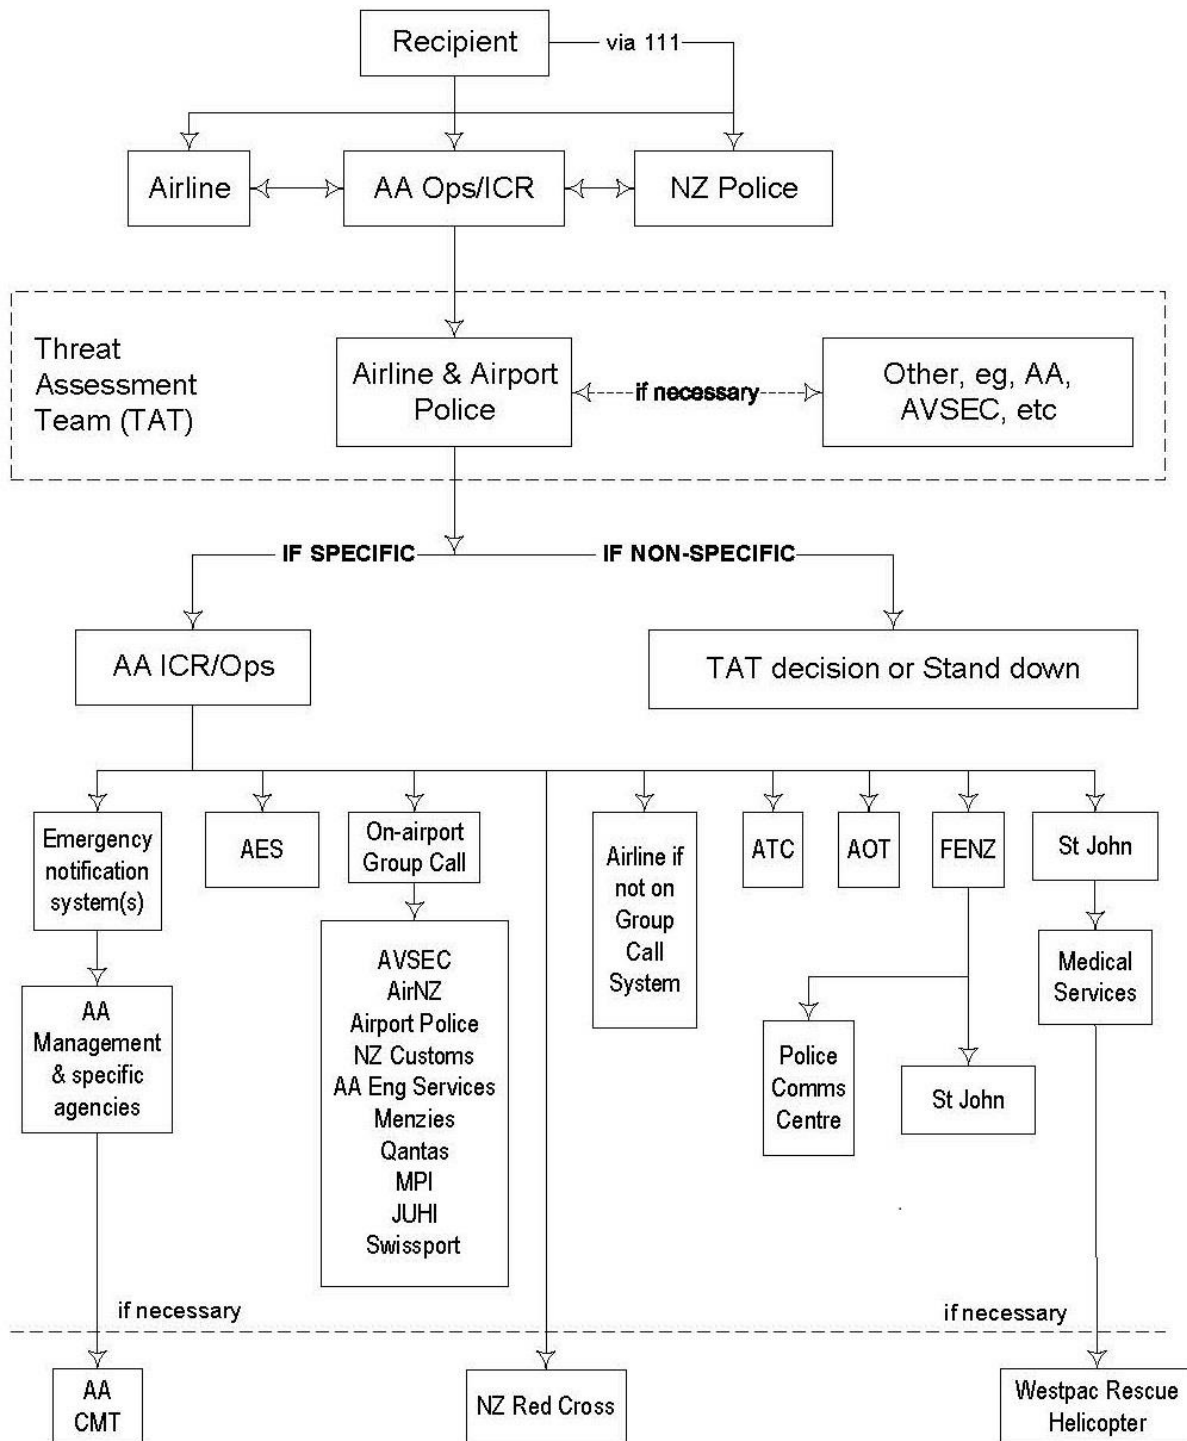 Recipient
via 111
Airline
AA Ops/ICR
NZ Police
Threat
Assessment
Team (TAT)
Airline & Airport
Police
if necessary
Other, eg, AA,
AVSEC, etc
IF SPECIFIC
IF NON-SPECIFIC
AA ICR/Ops
TAT decision or Stand down
Emergency
notification
system(s)
AES
On-airport
Group Call
Airline if
not on
Group
Call
System
ATC
AOT
FENZ
St John
AA
Management
& specific
agencies
AVSEC
AirNZ
Airport Police
NZ Customs
AA Eng Services
Menzies
Qantas
MPI
JUHI
Swissport
Police
Comms
Centre
St John
Medical
Services
if necessary
if necessary
AA
CMT
NZ Red Cross
Westpac Rescue
Helicopter